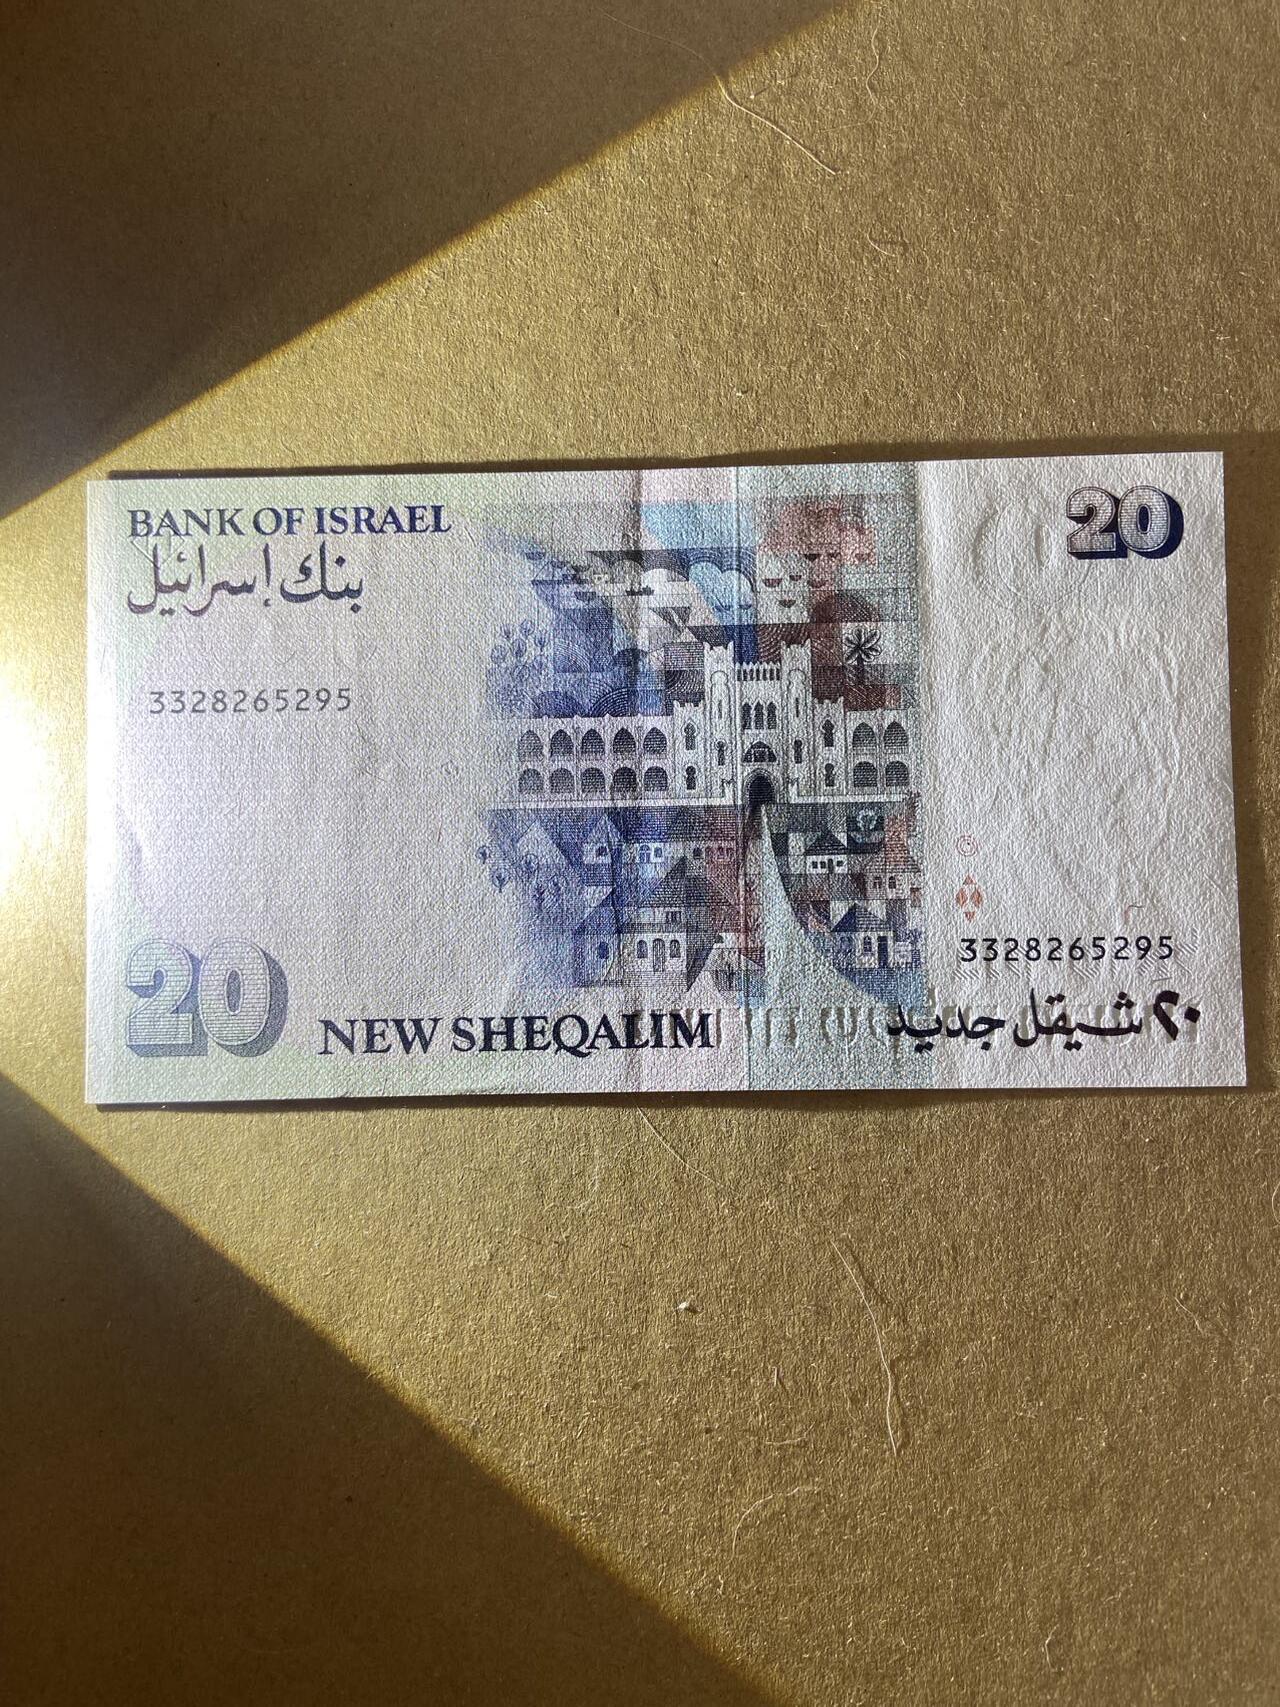 BANK OF ISRAEL
بنك إسرائيل
20
3328265295
3328265295
20
NEW SHEQALIM
٢٠ شيقل جديد